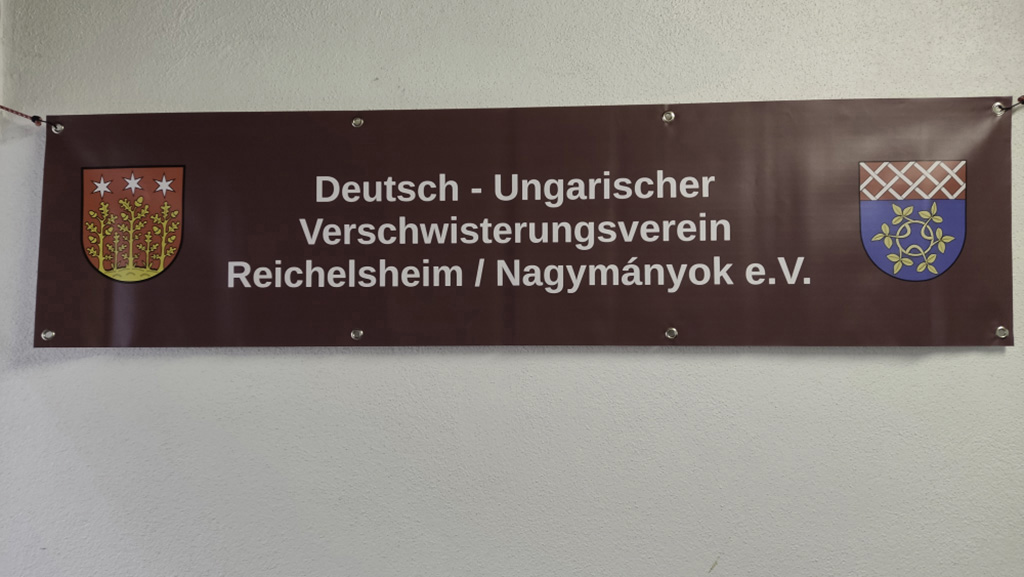 Deutsch - Ungarischer
Verschwisterungsverein
Reichelsheim / Nagymányok e.V.